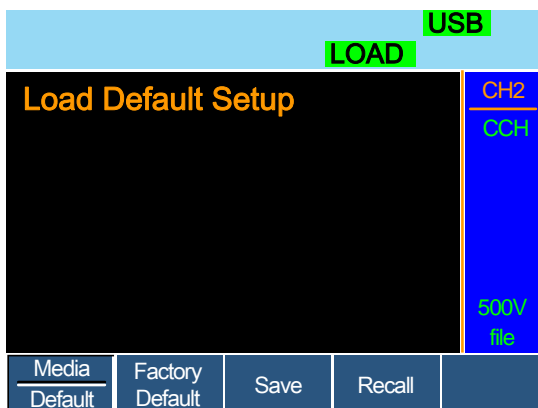 USB
LOAD
Load Default Setup
CH2
CCH
500V
file
Media
Default
Factory
Default
Save
Recall